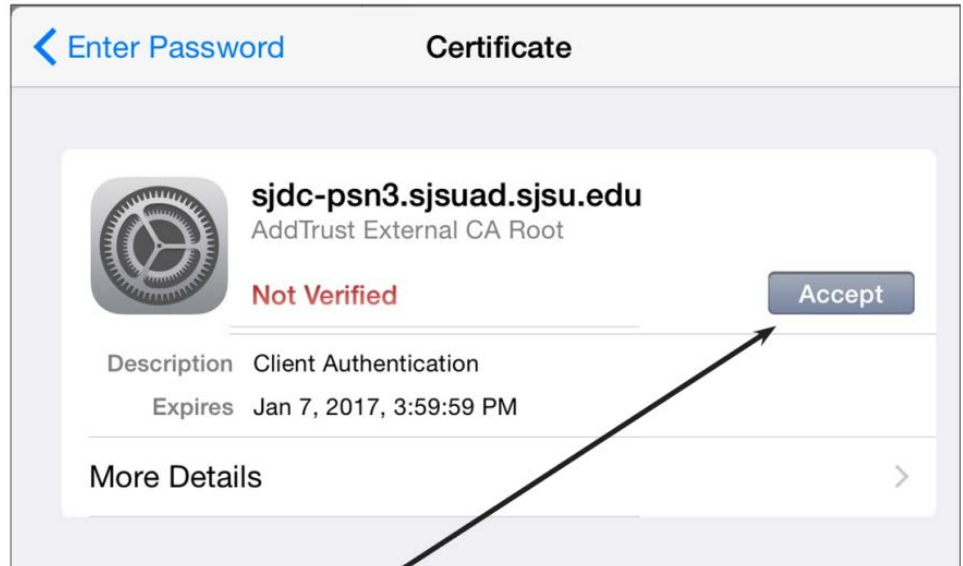 Enter Password
Certificate
sjdc-psn3.sjsuad.sjsu.edu
AddTrust External CA Root
Not Verified
Accept
Description Client Authentication
Expires Jan 7, 2017, 3:59:59 PM
More Details